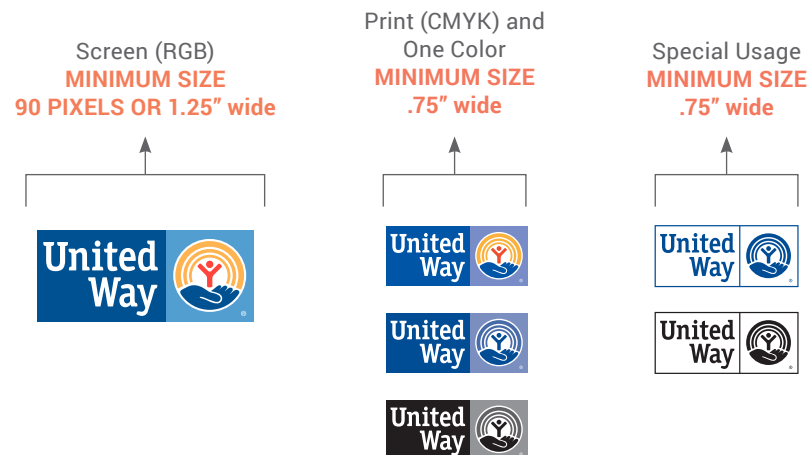 Screen (RGB)
MINIMUM SIZE
90 PIXELS OR 1.25” wide
Print (CMYK) and
One Color
MINIMUM SIZE
.75” wide
Special Usage
MINIMUM SIZE
.75” wide
United
Way
®
United
Way
®
United
Way
®
United
Way
United
Way
®
United
Way
®